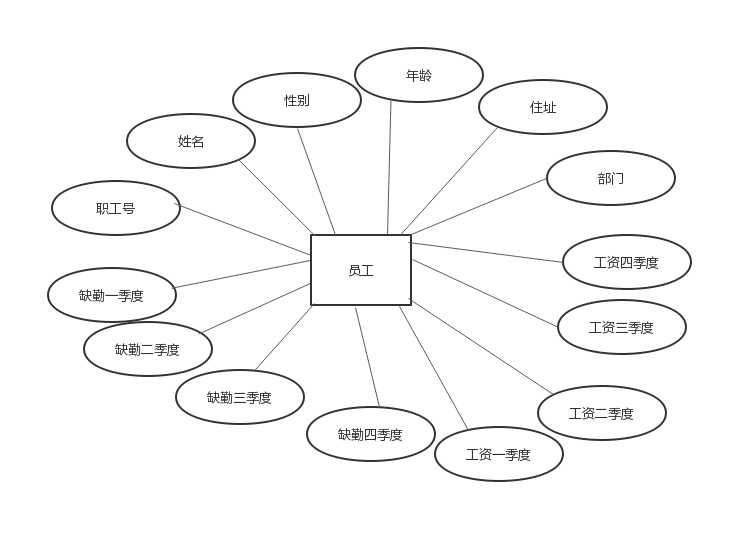 年龄
性别
住址
姓名
部门
职工号
工资四季度
员工
缺勤一季度
工资三季度
缺勤二季度
缺勤三季度
工资二季度
缺勤四季度
工资一季度